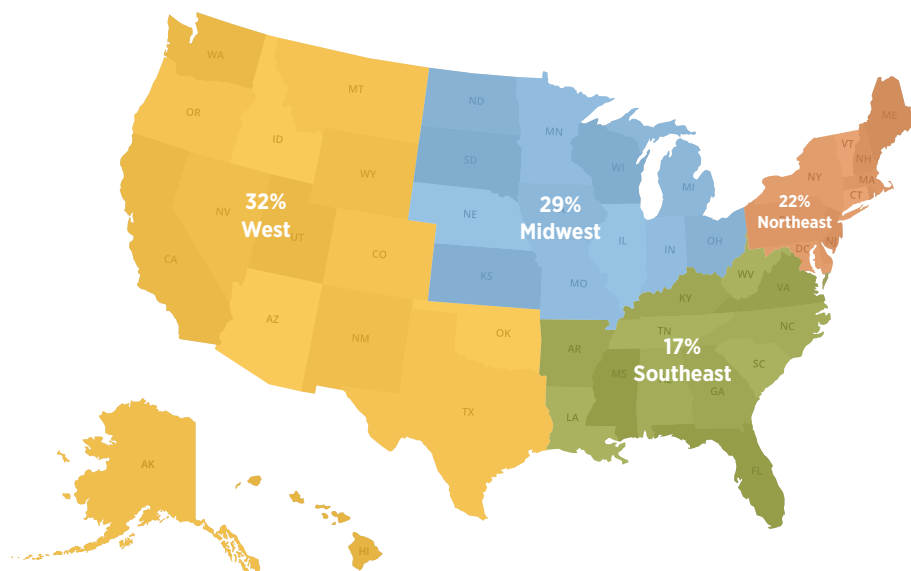 WA
MT
ND
ME
OR
MN
VT
ID
SD
WI
NH
WY
MI
NY
MA
CT
32%
West
NV
UT
NE
29%
Midwest
22%
Northeast
IL
IN
OH
NJ
DC
CA
CO
KS
MO
WV
VA
KY
AZ
NM
OK
TN
NC
AR
17%
Southeast
MS
SC
GA
TX
LA
AK
FL
HI